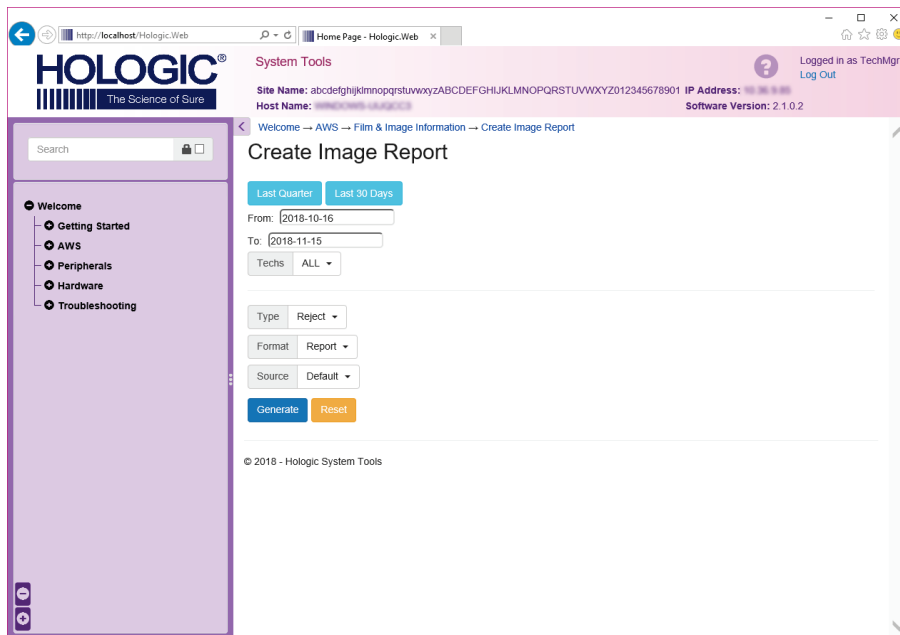 http://localhost/Hologic.Web
Home Page - Hologic.Web
HOLOGIC®
The Science of Sure
System Tools
Logged in as TechMgr
Log Out
Site Name: abcdefghijklmnopqrstuvwxyzABCDEFGHIJKLMNOPQRSTUVWXYZ012345678901 IP Address:
Host Name:
Software Version: 2.1.0.2
Welcome → AWS → Film & Image Information → Create Image Report
Search
Create Image Report
Last Quarter Last 30 Days
From: 2018-10-16
To: 2018-11-15
Techs ALL
Welcome
Getting Started
AWS
Peripherals
Hardware
Troubleshooting
Type Reject
Format Report
Source Default
Generate Reset
© 2018 - Hologic System Tools